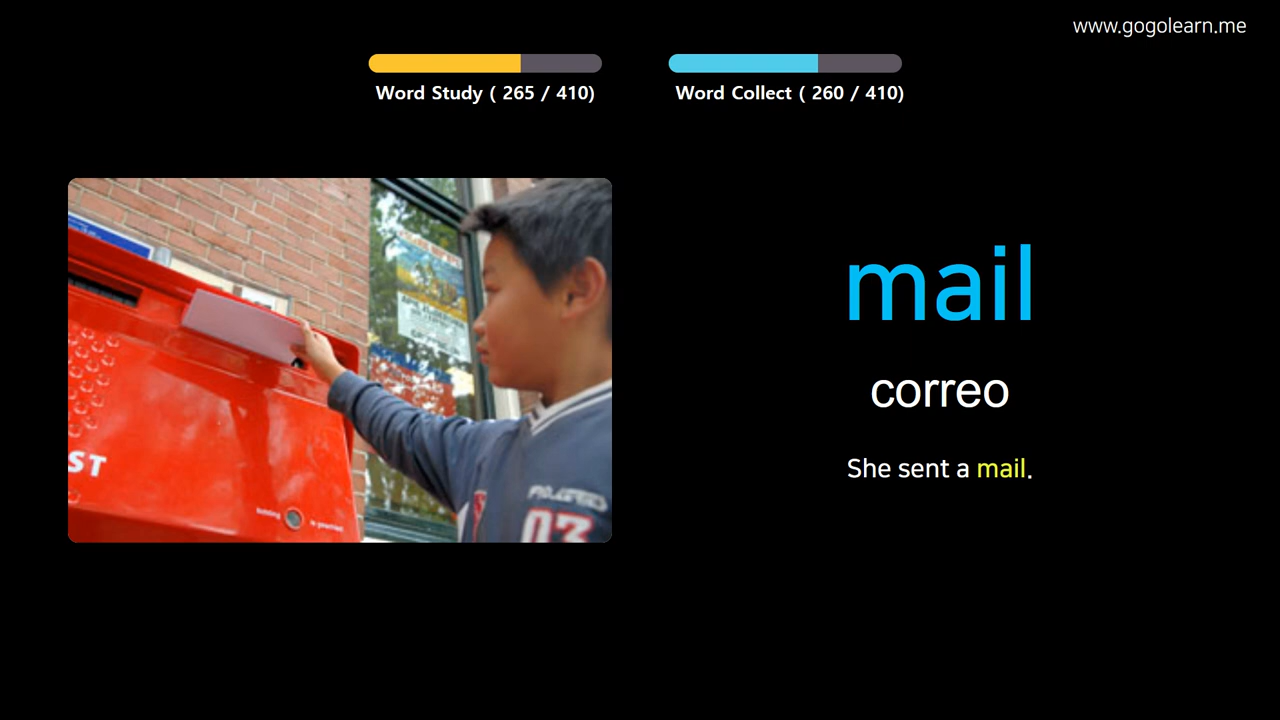 www.gogolearn.me
Word Study ( 265 / 410)
Word Collect ( 260 / 410)
mail
correo
She sent a mail.
ST
03